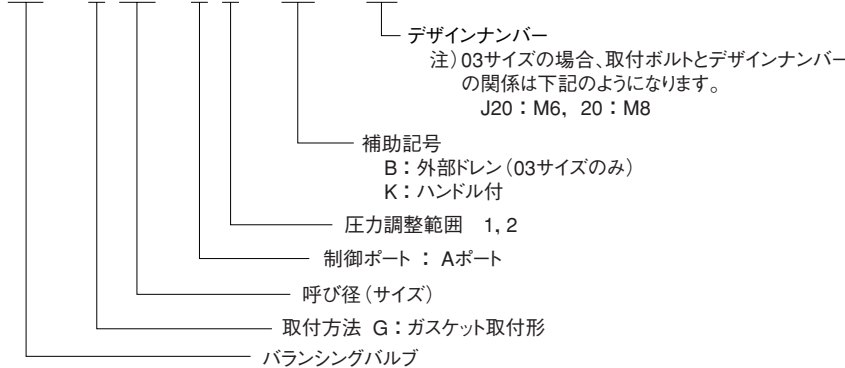 デザインナンバー
注）03サイズの場合、取付ボルトとデザインナンバー
の関係は下記のようになります。
J20：M6，20：M8
補助記号
B：外部ドレン（03サイズのみ）
K：ハンドル付
圧力調整範囲　1, 2
制御ポート ： Aポート
呼び径（サイズ）
取付方法 G：ガスケット取付形
バランシングバルブ